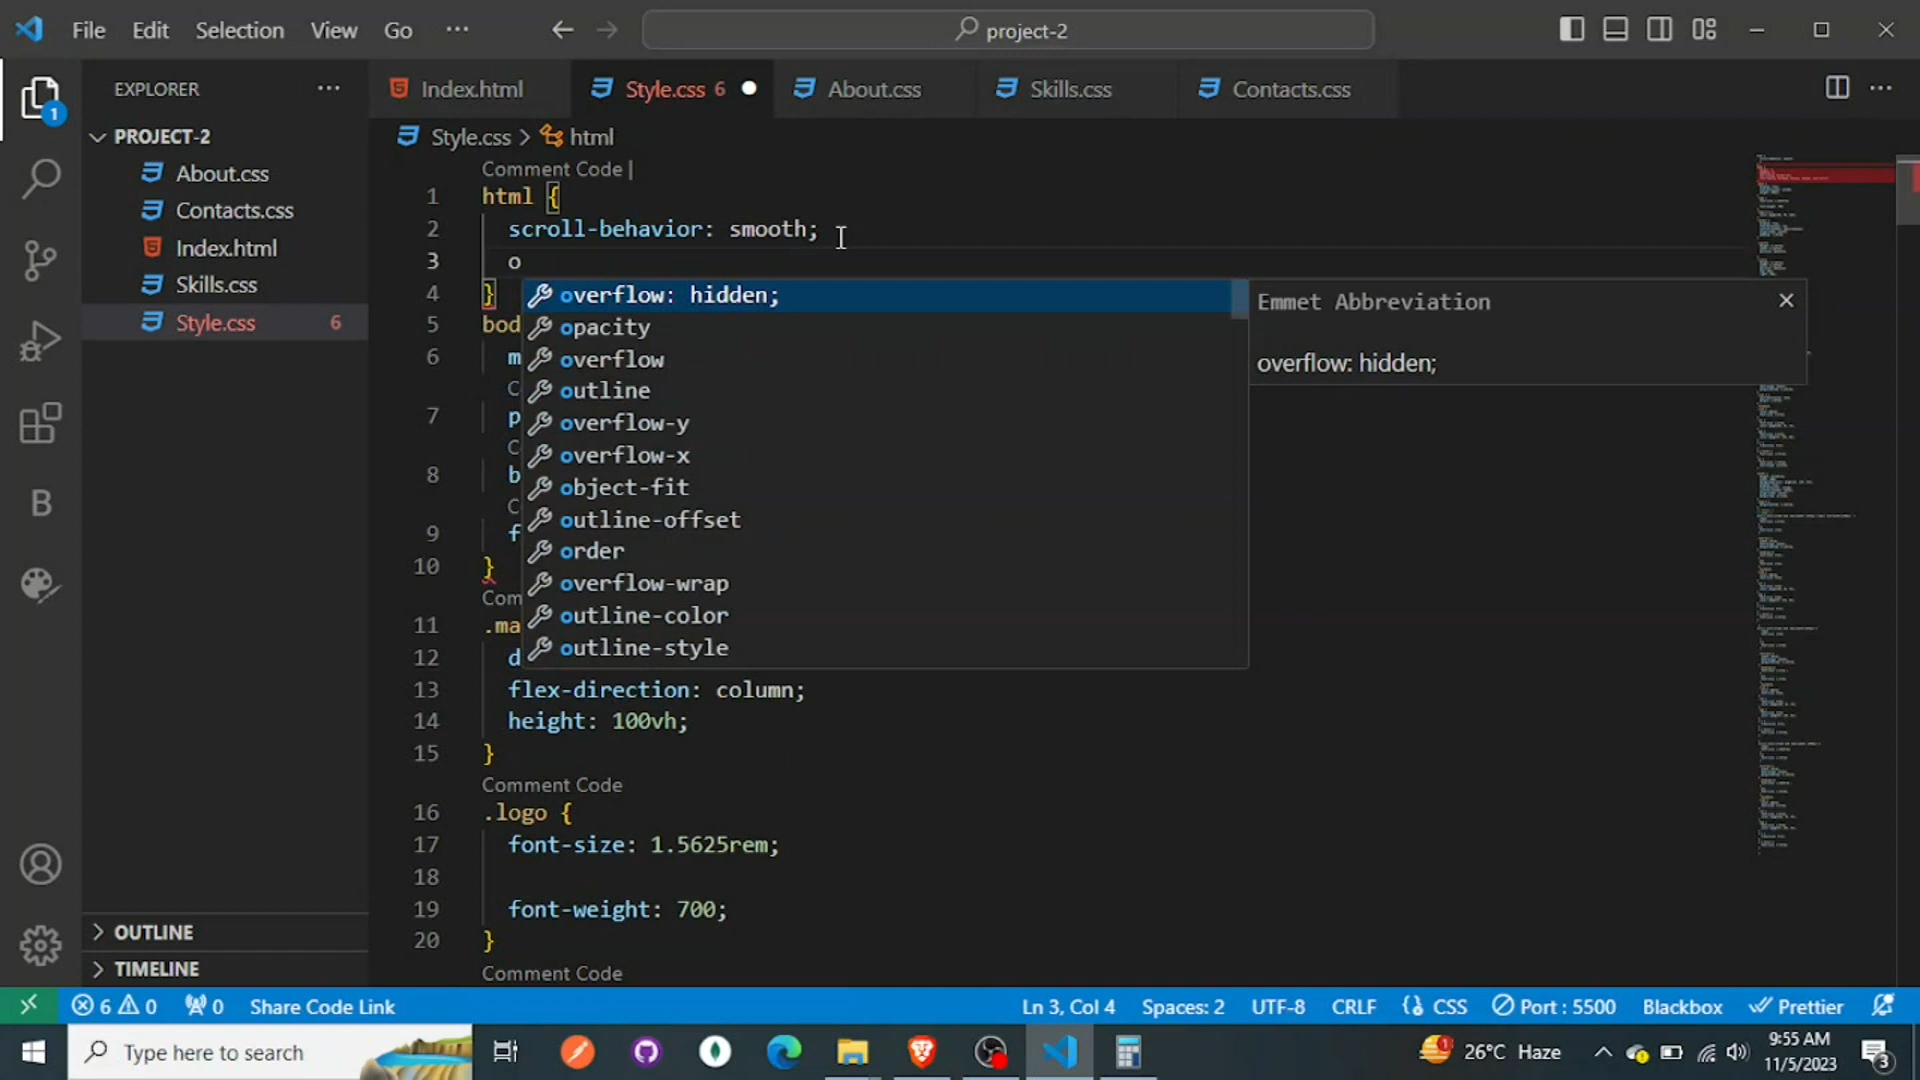 File Edit Selection View Go ··· project-2
EXPLORER ···
PROJECT-2
About.css
Contacts.css
Index.html
Skills.css
Style.css 6
OUTLINE
TIMELINE
1
B
Index.html Style.css 6 About.css Skills.css Contacts.css ···
Style.css > html
Comment Code |
1 html {
2 scroll-behavior: smooth;
3 o
4 }
5 bod
6 m
C
7 p
C
8 b
C
9 f
10 }
Com
11 .ma
12 d
13 flex-direction: column;
14 height: 100vh;
15 }
Comment Code
16 .logo {
17 font-size: 1.5625rem;
18
19 font-weight: 700;
20 }
Comment Code
overflow: hidden;
opacity
overflow
outline
overflow-y
overflow-x
object-fit
outline-offset
order
overflow-wrap
outline-color
outline-style
Emmet Abbreviation
overflow: hidden;
6 0 0 Share Code Link Ln 3, Col 4 Spaces: 2 UTF-8 CRLF {} CSS Port : 5500 Blackbox Prettier
Type here to search 26°C Haze 9:55 AM
11/5/2023
1
3